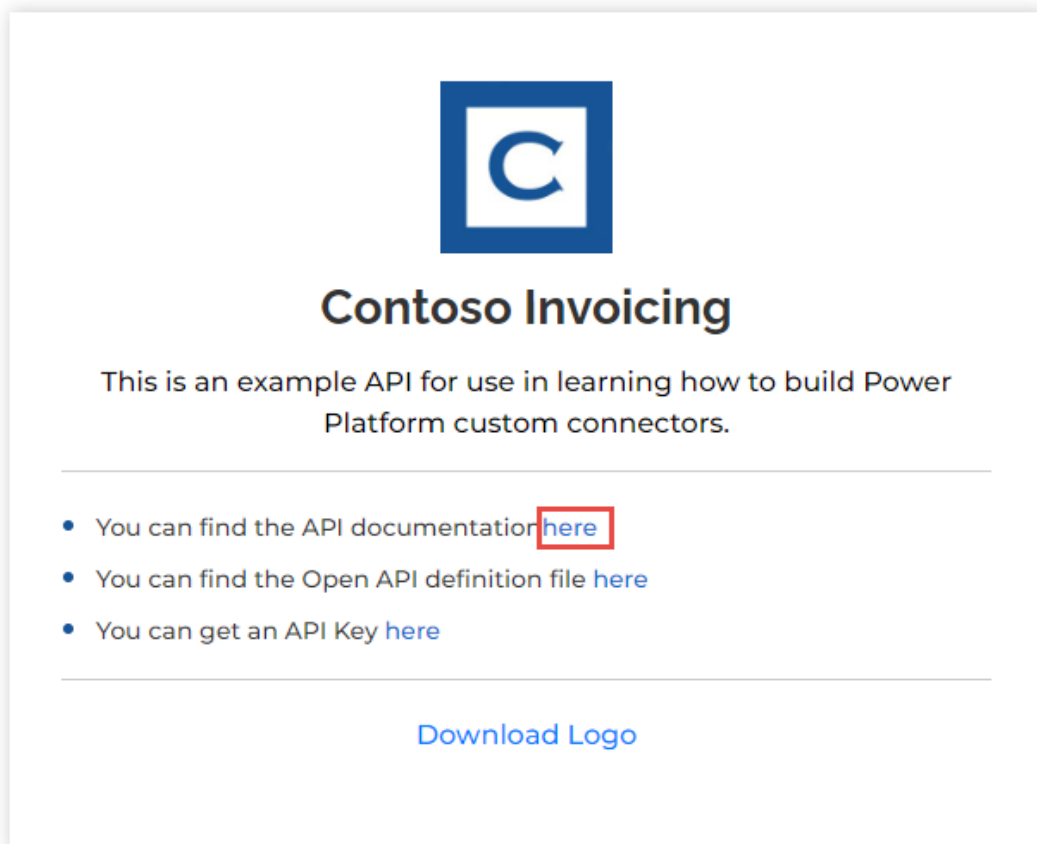 C
Contoso Invoicing
This is an example API for use in learning how to build Power
Platform custom connectors.
You can find the API documentation here
You can find the Open API definition file here
You can get an API Key here
Download Logo